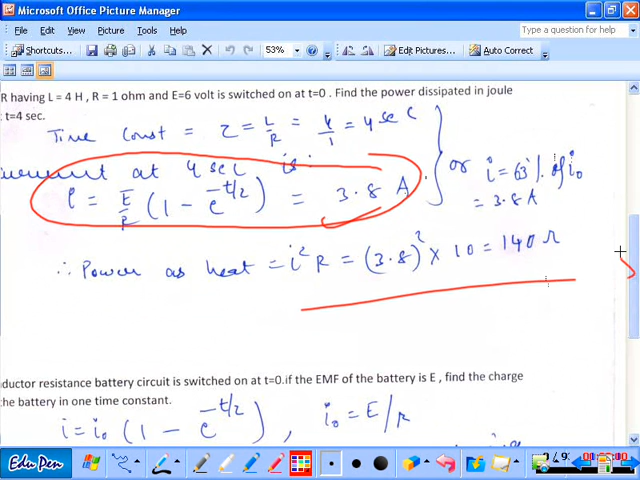 Microsoft Office Picture Manager
File Edit View Picture Tools Help
Type a question for help
Shortcuts... 53% Edit Pictures... Auto Correct
R having L = 4 H , R = 1 ohm and E=6 volt is switched on at t=0 . Find the power dissipated in joule
t=4 sec.
Time const = τ = L/R = 4/1 = 4 sec
current at 4 sec is :
i = E/R (1 - e^-t/τ) = 3.8 A . or i = 63% of i₀
= 3.8 A
∴ Power as heat = i² R = (3.8)² × 10 = 140 J
nductor resistance battery circuit is switched on at t=0.if the EMF of the battery is E , find the charge
the battery in one time constant.
i = i₀ (1 - e^-t/τ) , i₀ = E/R
Edu Pen